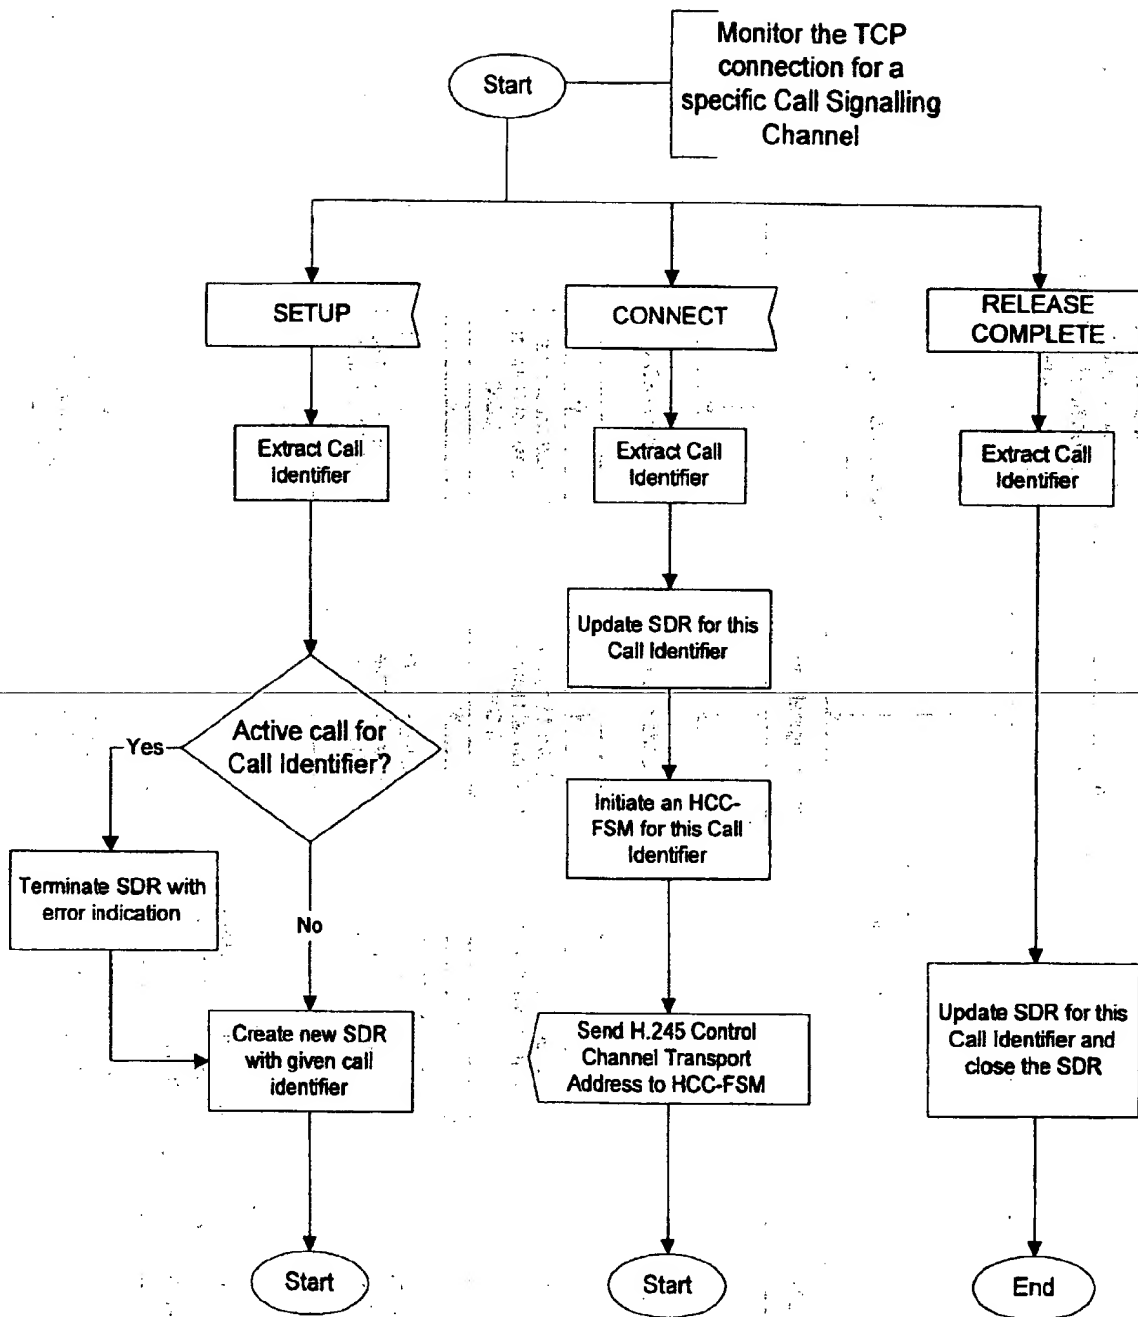 Start
Monitor the TCP
connection for a
specific Call Signalling
Channel
SETUP
CONNECT
RELEASE
COMPLETE
Extract Call
Identifier
Extract Call
Identifier
Extract Call
Identifier
Update SDR for this
Call Identifier
Active call for
Call Identifier?
Yes
No
Initiate an HCC-
FSM for this Call
Identifier
Terminate SDR with
error indication
Create new SDR
with given call
identifier
Send H.245 Control
Channel Transport
Address to HCC-FSM
Update SDR for this
Call Identifier and
close the SDR
Start
Start
End